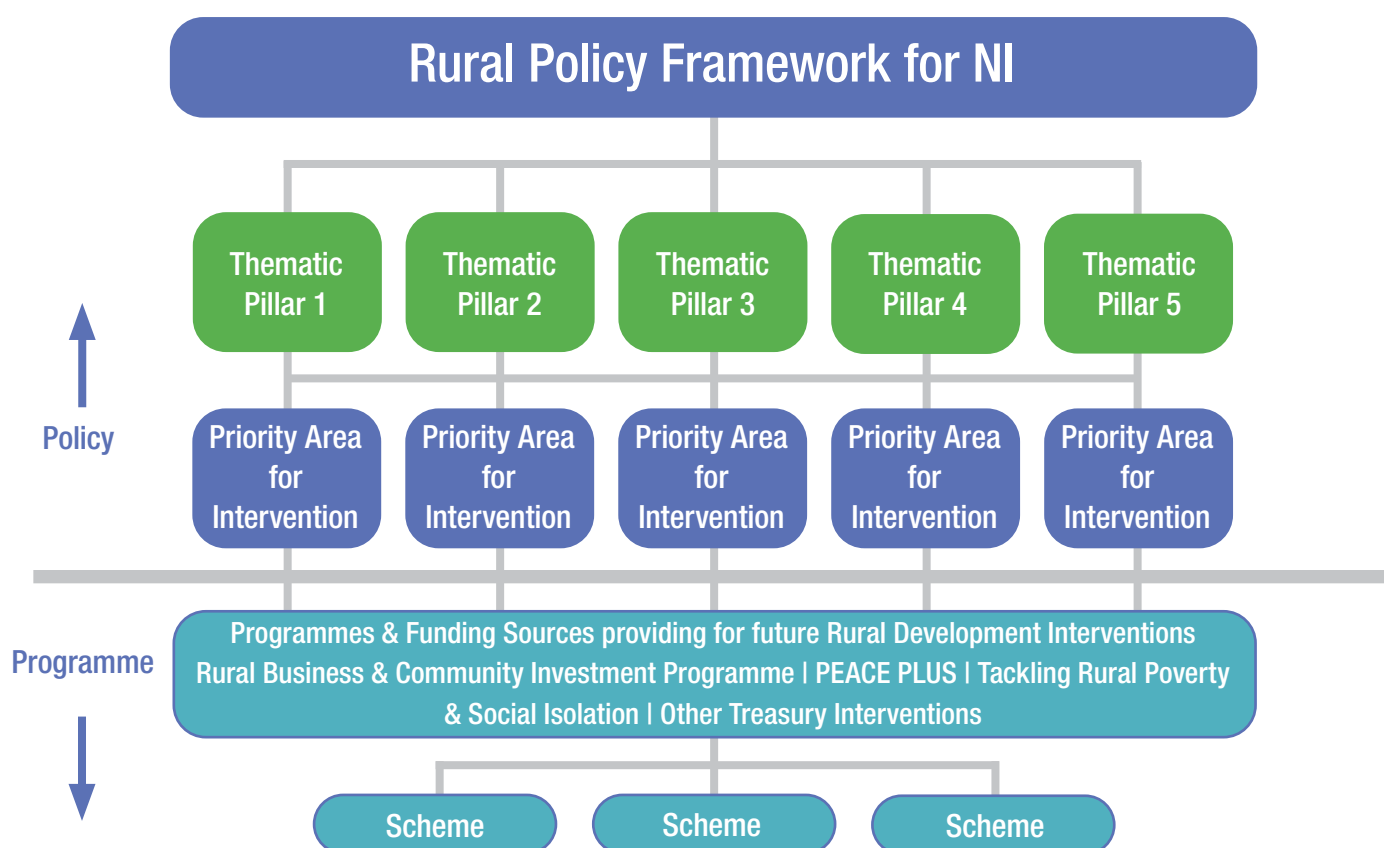 Rural Policy Framework for NI
Thematic
Pillar 1
Thematic
Pillar 2
Thematic
Pillar 3
Thematic
Pillar 4
Thematic
Pillar 5
Policy
Priority Area
for
Intervention
Priority Area
for
Intervention
Priority Area
for
Intervention
Priority Area
for
Intervention
Priority Area
for
Intervention
Programme
Programmes & Funding Sources providing for future Rural Development Interventions
Rural Business & Community Investment Programme | PEACE PLUS | Tackling Rural Poverty
& Social Isolation | Other Treasury Interventions
Scheme
Scheme
Scheme